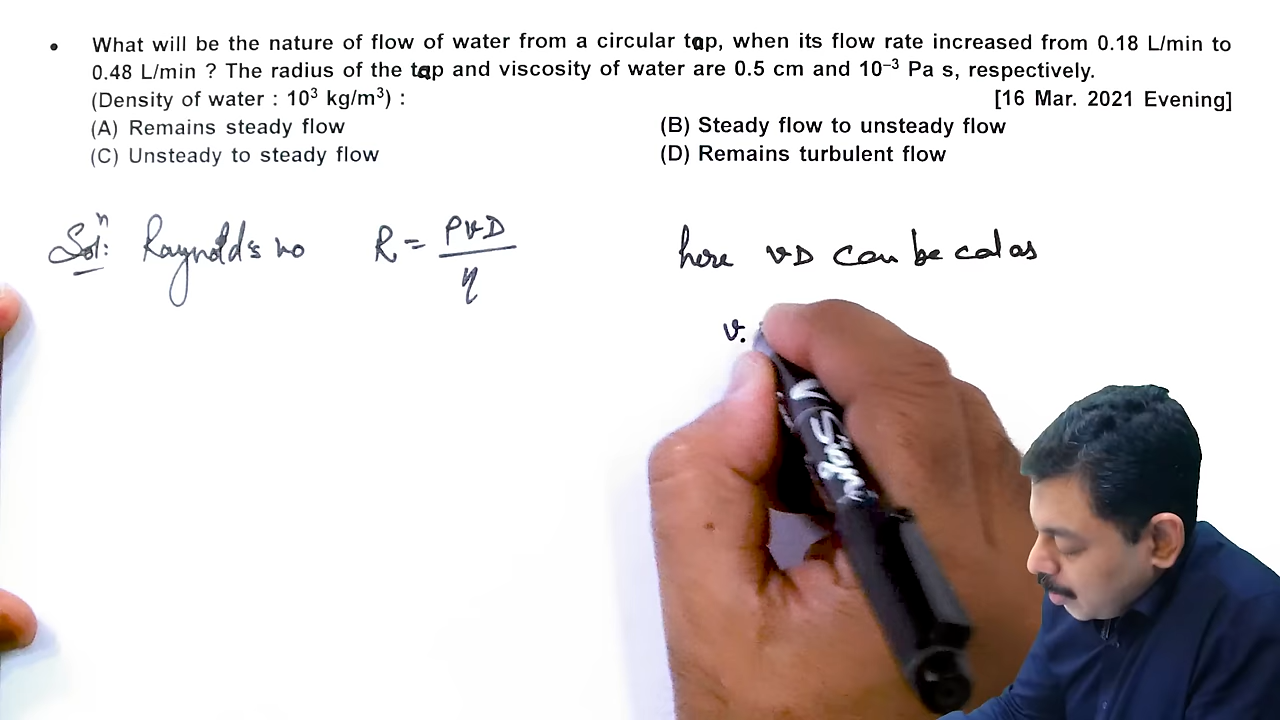 • What will be the nature of flow of water from a circular tap, when its flow rate increased from 0.18 L/min to
0.48 L/min ? The radius of the tap and viscosity of water are 0.5 cm and 10⁻³ Pa s, respectively.
(Density of water : 10³ kg/m³) : [16 Mar. 2021 Evening]
(A) Remains steady flow (B) Steady flow to unsteady flow
(C) Unsteady to steady flow (D) Remains turbulent flow
Solⁿ: Raynold's no R = ρvD/η here vD can be cal as
v.